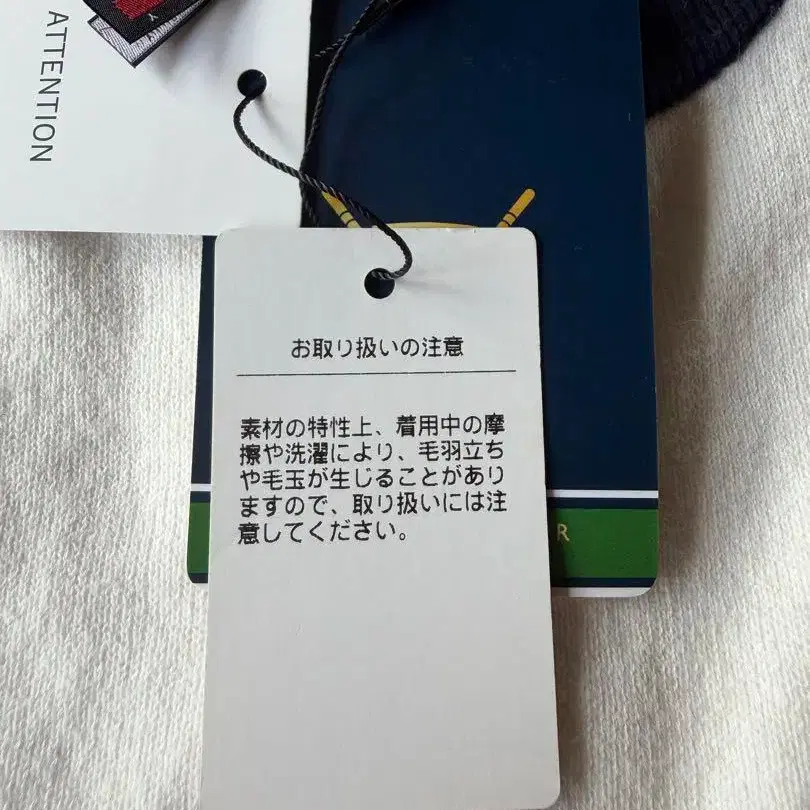 ATTENTION
お取り扱いの注意
素材の特性上、着用中の摩
擦や洗濯により、毛羽立ち
や毛玉が生じることがあり
ますので、取り扱いには注
意してください。
R